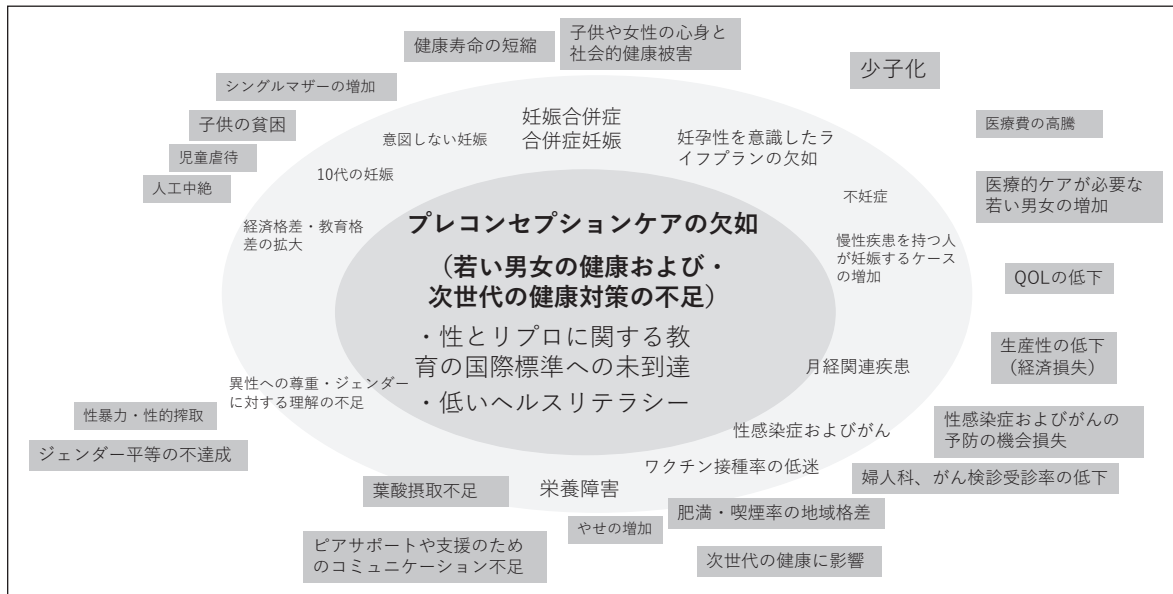 健康寿命の短縮
子供や女性の心身と
社会的健康被害
少子化
シングルマザーの増加
子供の貧困
児童虐待
人工中絶
医療費の高騰
医療的ケアが必要な
若い男女の増加
QOLの低下
生産性の低下
（経済損失）
意図しない妊娠
妊娠合併症
合併症妊娠
妊孕性を意識したラ
イフプランの欠如
10代の妊娠
不妊症
経済格差・教育格
差の拡大
慢性疾患を持つ人
が妊娠するケース
の増加
プレコンセプションケアの欠如
（若い男女の健康および・
次世代の健康対策の不足）
・性とリプロに関する教
育の国際標準への未到達
・低いヘルスリテラシー
月経関連疾患
異性への尊重・ジェンダー
に対する理解の不足
性感染症およびがん
ワクチン接種率の低迷
栄養障害
性暴力・性的搾取
ジェンダー平等の不達成
性感染症およびがんの
予防の機会損失
婦人科、がん検診受診率の低下
葉酸摂取不足
やせの増加
肥満・喫煙率の地域格差
ピアサポートや支援のため
のコミュニケーション不足
次世代の健康に影響